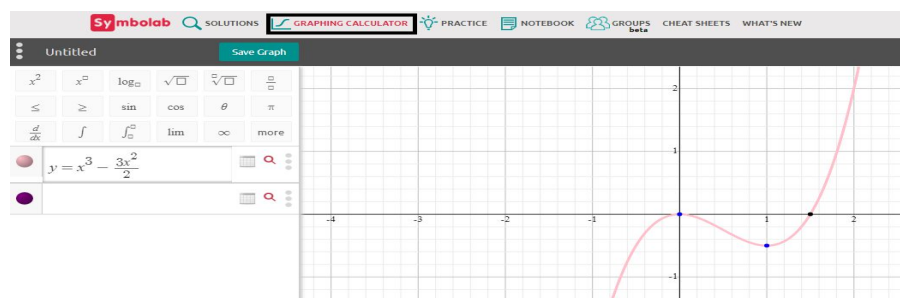 Symbolab SOLUTIONS GRAPHING CALCULATOR PRACTICE NOTEBOOK GROUPS beta CHEAT SHEETS WHAT'S NEW
Untitled Save Graph
x² x^□ log□ √□ □√□ □/□
≤ ≥ sin cos θ π
d/dx ∫ ∫□^□ lim ∞ more
y = x³ − 3x²/2
2
1
-4 -3 -2 -1 1 2
-1